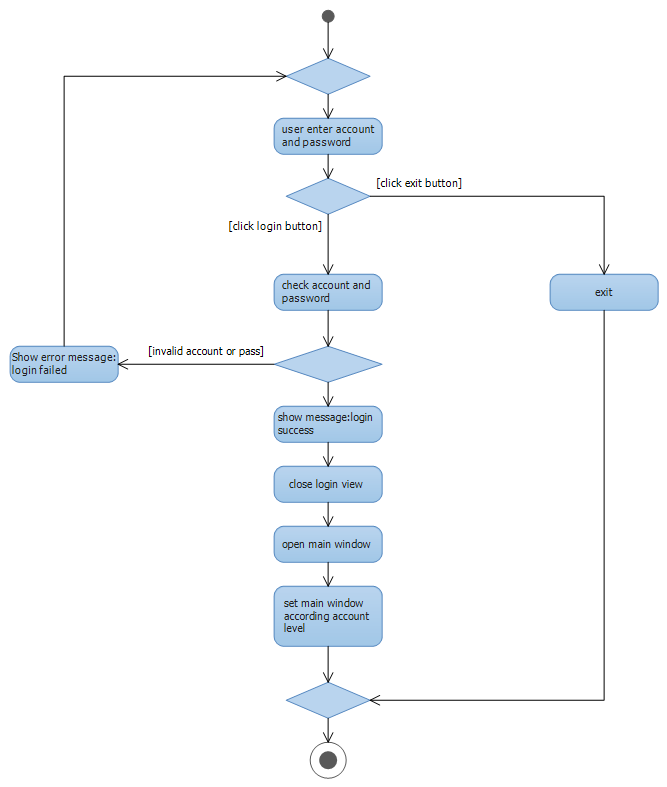 user enter account
and password
[click exit button]
[click login button]
check account and
password
exit
[invalid account or pass]
Show error message:
login failed
show message:login
success
close login view
open main window
set main window
according account
level